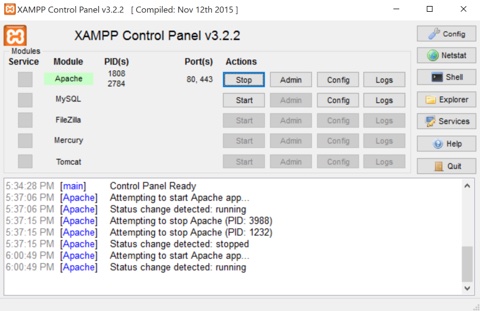 XAMPP Control Panel v3.2.2 [ Compiled: Nov 12th 2015 ]
XAMPP Control Panel v3.2.2
Config
Modules
Service Module PID(s) Port(s) Actions
Netstat
Apache 1808 2784 80, 443 Stop Admin Config Logs
Shell
MySQL Start Admin Config Logs
Explorer
FileZilla Start Admin Config Logs
Services
Mercury Start Admin Config Logs
Help
Tomcat Start Admin Config Logs
Quit
5:34:28 PM [main] Control Panel Ready
5:37:06 PM [Apache] Attempting to start Apache app...
5:37:06 PM [Apache] Status change detected: running
5:37:15 PM [Apache] Attempting to stop Apache (PID: 3988)
5:37:15 PM [Apache] Attempting to stop Apache (PID: 1232)
5:37:15 PM [Apache] Status change detected: stopped
6:00:49 PM [Apache] Attempting to start Apache app...
6:00:49 PM [Apache] Status change detected: running